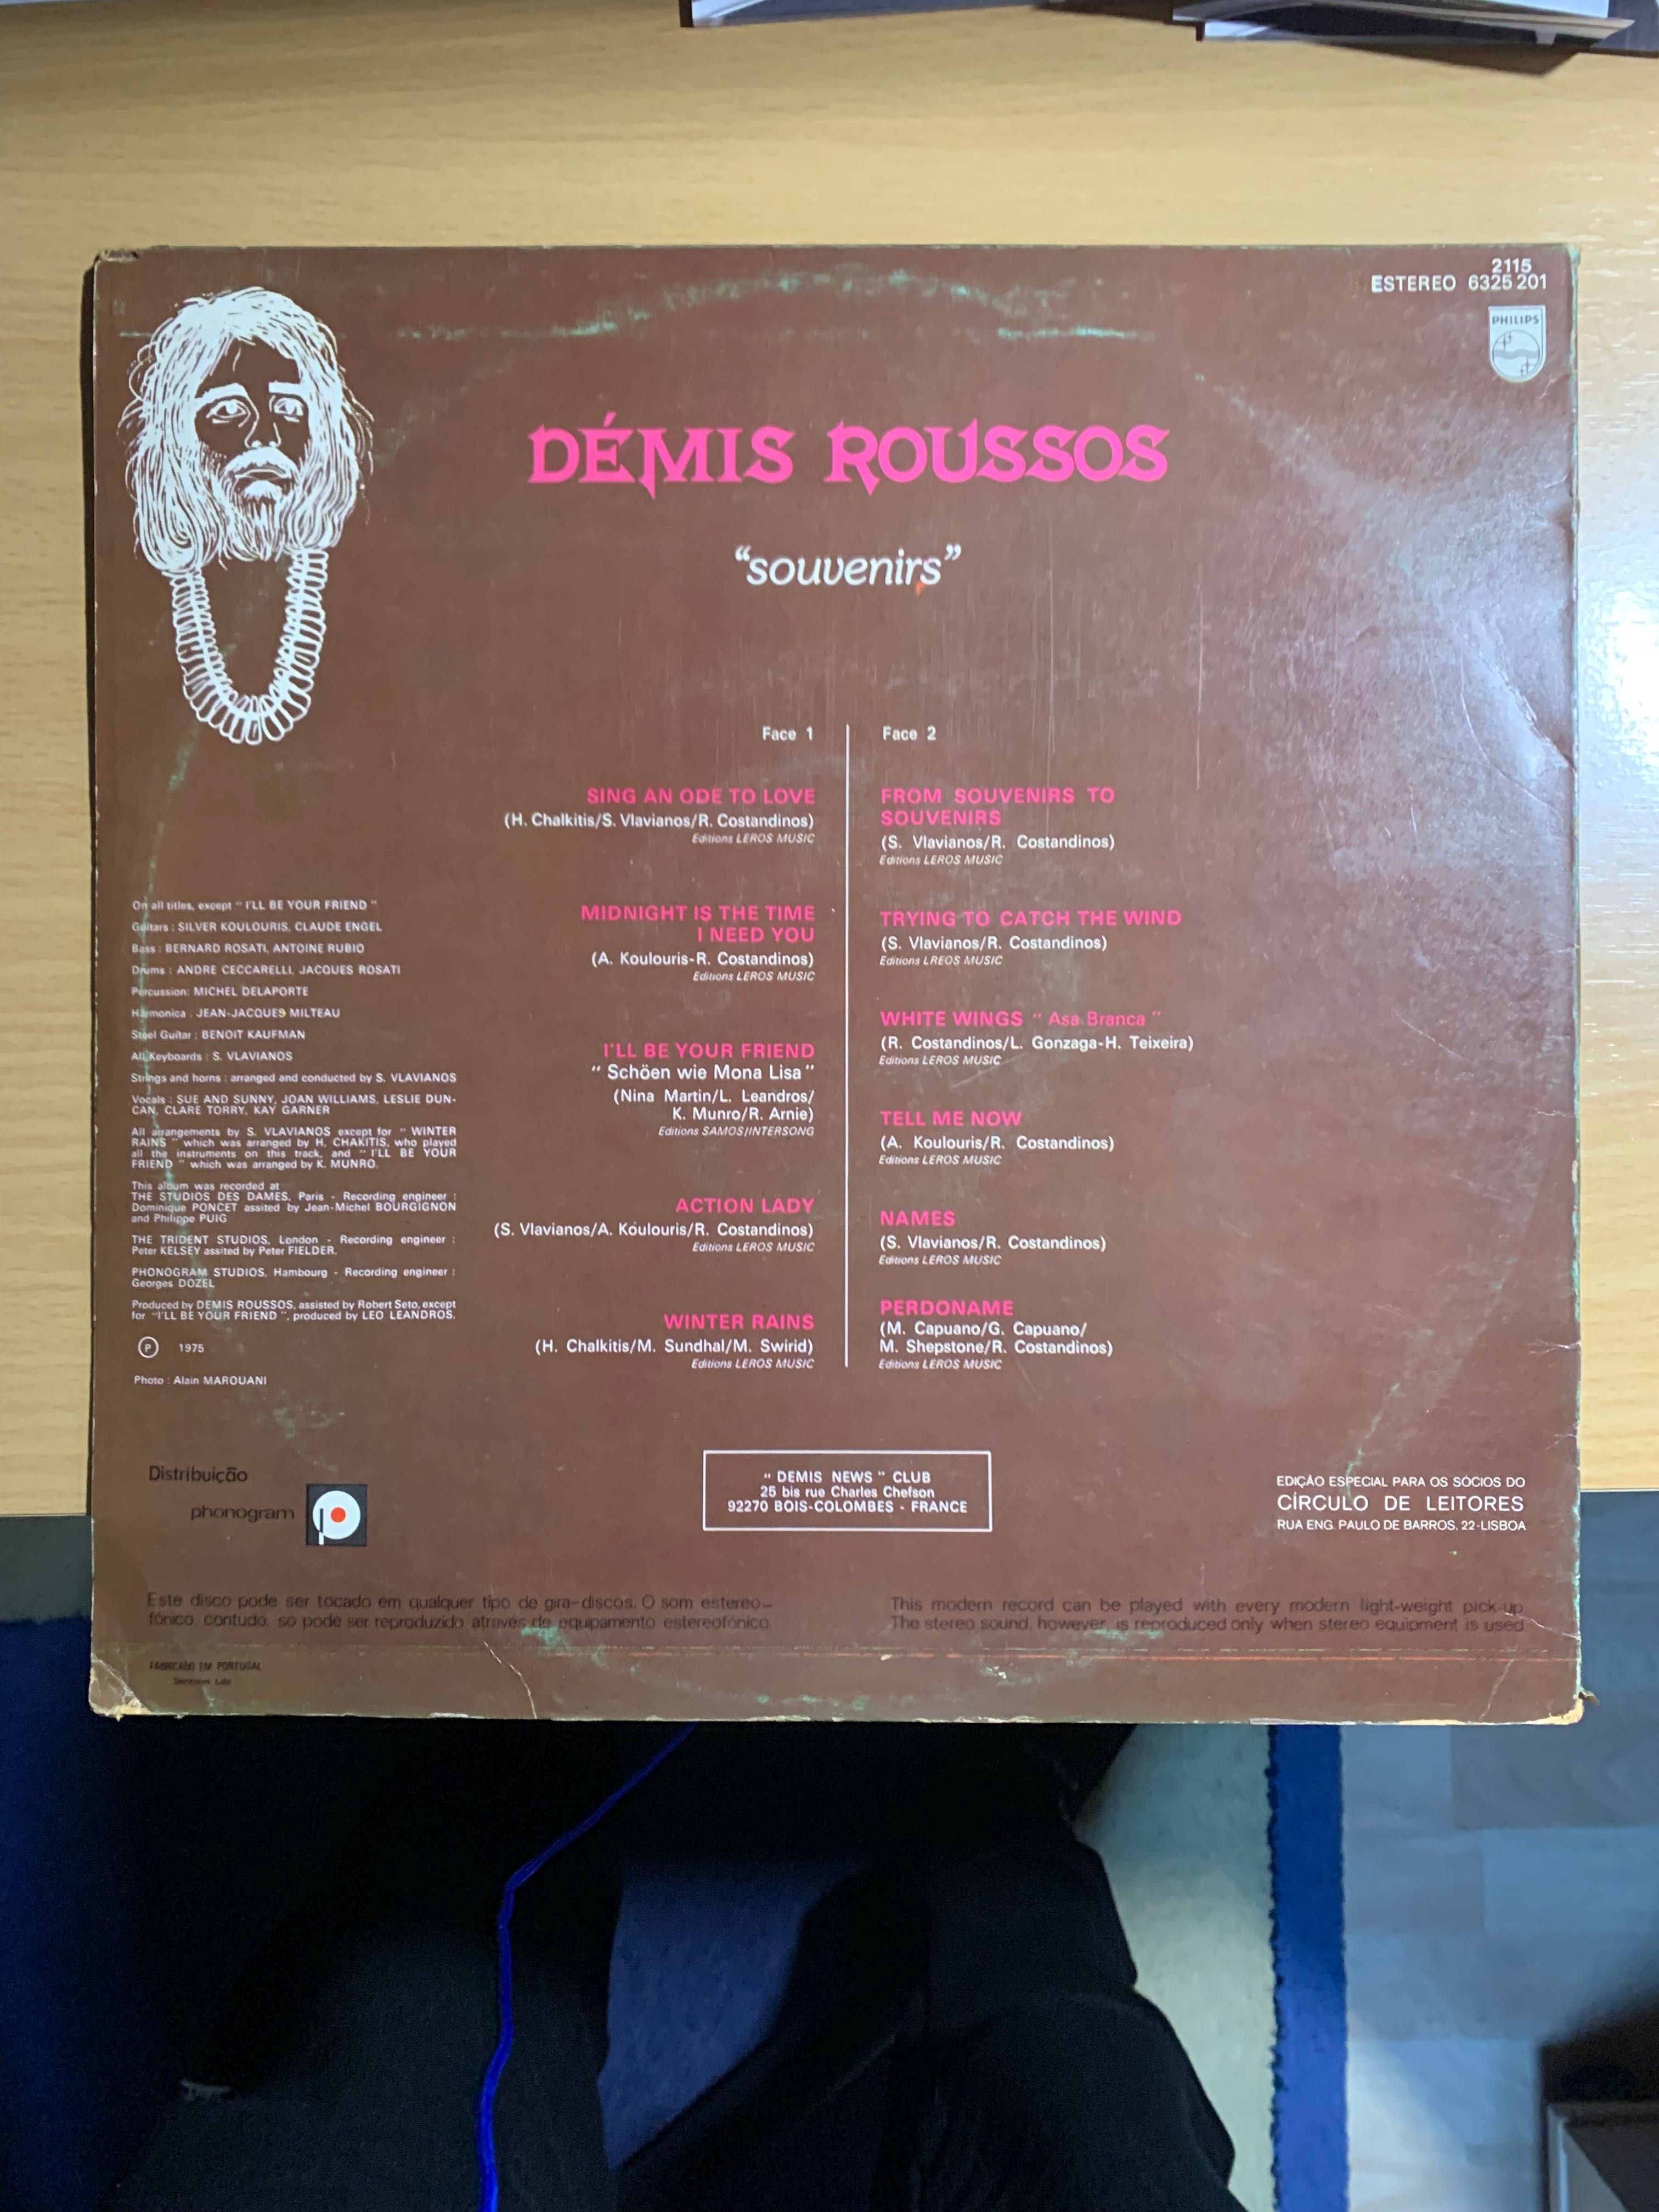 2115
ESTEREO 6325 201
PHILIPS
DÉMIS ROUSSOS
“souvenirs”
Face 1
SING AN ODE TO LOVE
(H. Chalkitis/S. Vlavianos/R. Costandinos)
Editions LEROS MUSIC
MIDNIGHT IS THE TIME
I NEED YOU
(A. Koulouris-R. Costandinos)
Editions LEROS MUSIC
I'LL BE YOUR FRIEND
“ Schöen wie Mona Lisa ”
(Nina Martin/L. Leandros/
K. Munro/R. Arnie)
Editions SAMOS/INTERSONG
ACTION LADY
(S. Vlavianos/A. Koulouris/R. Costandinos)
Editions LEROS MUSIC
WINTER RAINS
(H. Chalkitis/M. Sundhal/M. Swirid)
Editions LEROS MUSIC
Face 2
FROM SOUVENIRS TO
SOUVENIRS
(S. Vlavianos/R. Costandinos)
Editions LEROS MUSIC
TRYING TO CATCH THE WIND
(S. Vlavianos/R. Costandinos)
Editions LREOS MUSIC
WHITE WINGS “ Asa Branca ”
(R. Costandinos/L. Gonzaga-H. Teixeira)
Editions LEROS MUSIC
TELL ME NOW
(A. Koulouris/R. Costandinos)
Editions LEROS MUSIC
NAMES
(S. Vlavianos/R. Costandinos)
Editions LEROS MUSIC
PERDONAME
(M. Capuano/G. Capuano/
M. Shepstone/R. Costandinos)
Editions LEROS MUSIC
On all titles, except “ I'LL BE YOUR FRIEND ”
Guitars : SILVER KOULOURIS, CLAUDE ENGEL
Bass : BERNARD ROSATI, ANTOINE RUBIO
Drums : ANDRE CECCARELLI, JACQUES ROSATI
Percussion: MICHEL DELAPORTE
Harmonica : JEAN-JACQUES MILTEAU
Steel Guitar : BENOIT KAUFMAN
All Keyboards : S. VLAVIANOS
Strings and horns : arranged and conducted by S. VLAVIANOS
Vocals : SUE AND SUNNY, JOAN WILLIAMS, LESLIE DUN-
CAN, CLARE TORRY, KAY GARNER
All arrangements by S. VLAVIANOS except for “ WINTER
RAINS ” which was arranged by H. CHAKITIS, who played
all the instruments on this track, and “ I'LL BE YOUR
FRIEND ” which was arranged by K. MUNRO.
This album was recorded at
THE STUDIOS DES DAMES, Paris - Recording engineer :
Dominique PONCET assited by Jean-Michel BOURGIGNON
and Philippe PUIG
THE TRIDENT STUDIOS, London - Recording engineer :
Peter KELSEY assited by Peter FIELDER.
PHONOGRAM STUDIOS, Hambourg - Recording engineer :
Georges DOZEL
Produced by DEMIS ROUSSOS, assisted by Robert Seto, except
for “I'LL BE YOUR FRIEND ”, produced by LEO LEANDROS.
℗ 1975
Photo : Alain MAROUANI
Distribuição
phonogram
“ DEMIS NEWS ” CLUB
25 bis rue Charles Chefson
92270 BOIS-COLOMBES - FRANCE
EDIÇÃO ESPECIAL PARA OS SÓCIOS DO
CÍRCULO DE LEITORES
RUA ENG. PAULO DE BARROS, 22-LISBOA
Este disco pode ser tocado em qualquer tipo de gira-discos. O som estereo-
fónico, contudo, so pode ser reproduzido através de equipamento estereofónico.
This modern record can be played with every modern light-weight pick-up
The stereo sound, however, is reproduced only when stereo equipment is used
FABRICADO EM PORTUGAL